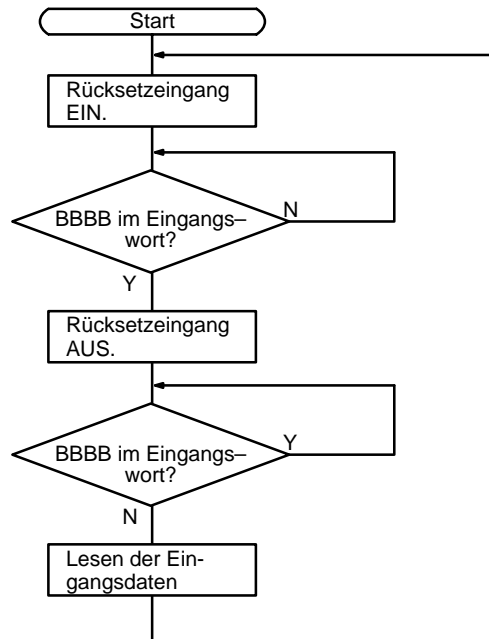 Start
Rücksetzeingang
EIN.
BBBB im Eingangs–
wort?
N
Y
Rücksetzeingang
AUS.
BBBB im Eingangs–
wort?
Y
N
Lesen der Ein-
gangsdaten